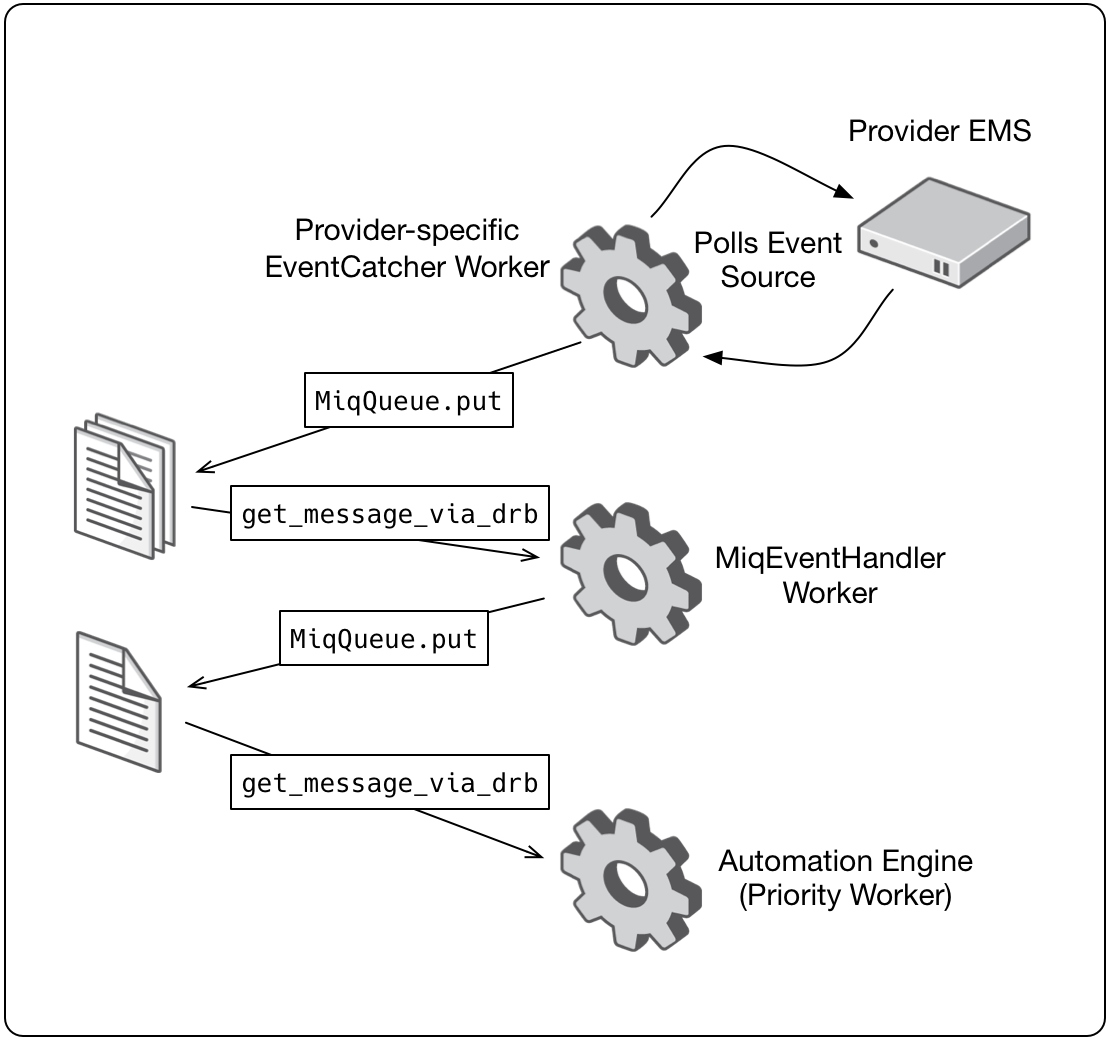 Provider EMS
Provider-specific
EventCatcher Worker
Polls Event
Source
MiqQueue.put
get_message_via_drb
MiqEventHandler
Worker
MiqQueue.put
get_message_via_drb
Automation Engine
(Priority Worker)